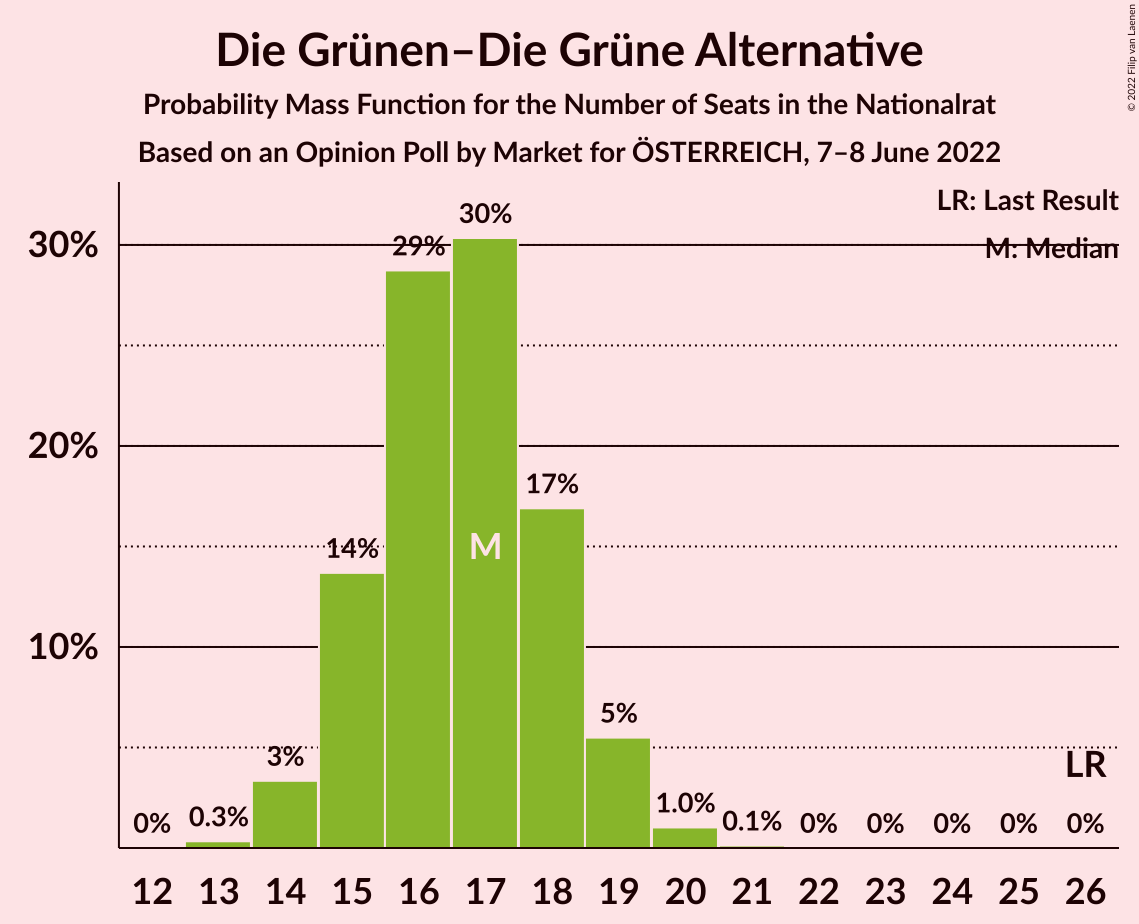 Die Grünen–Die Grüne Alternative
Probability Mass Function for the Number of Seats in the Nationalrat
Based on an Opinion Poll by Market for ÖSTERREICH, 7–8 June 2022
© 2022 Filip van Laenen
LR: Last Result
M: Median
30%
20%
10%
0%
0.3%
3%
14%
29%
30%
17%
5%
1.0%
0.1%
0%
0%
0%
0%
0%
M
LR
12 13 14 15 16 17 18 19 20 21 22 23 24 25 26